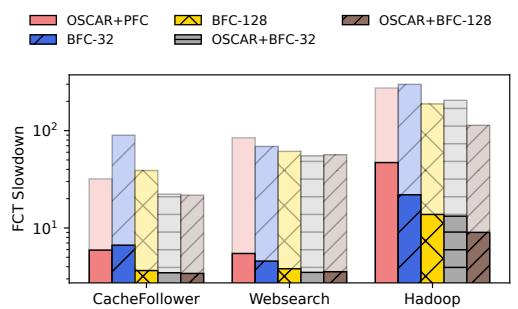 OSCAR+PFC
BFC-32
BFC-128
OSCAR+BFC-32
OSCAR+BFC-128
FCT Slowdown
10²
10¹
CacheFollower
Websearch
Hadoop